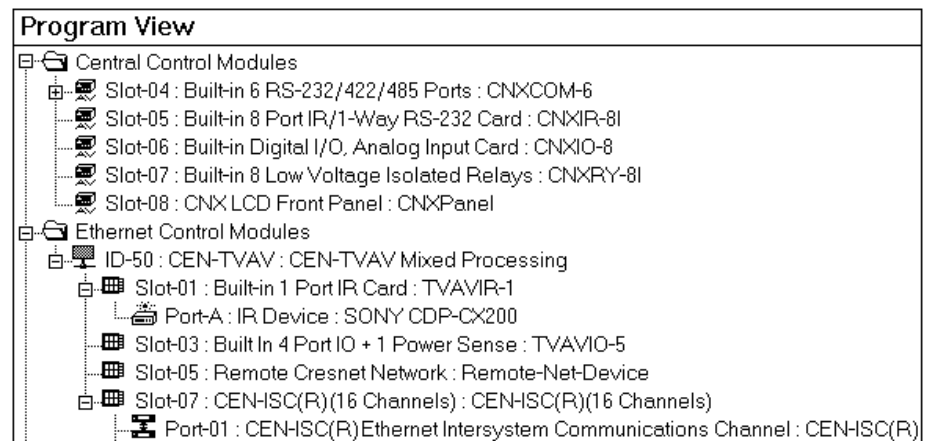 Program View
Central Control Modules
Slot-04 : Built-in 6 RS-232/422/485 Ports : CNXCOM-6
Slot-05 : Built-in 8 Port IR/1-Way RS-232 Card : CNXIR-8I
Slot-06 : Built-in Digital I/O, Analog Input Card : CNXIO-8
Slot-07 : Built-in 8 Low Voltage Isolated Relays : CNXRY-8I
Slot-08 : CNX LCD Front Panel : CNXPanel
Ethernet Control Modules
ID-50 : CEN-TVAV : CEN-TVAV Mixed Processing
Slot-01 : Built-in 1 Port IR Card : TVAVIR-1
Port-A : IR Device : SONY CDP-CX200
Slot-03 : Built In 4 Port IO + 1 Power Sense : TVAVIO-5
Slot-05 : Remote Cresnet Network : Remote-Net-Device
Slot-07 : CEN-ISC(R)(16 Channels) : CEN-ISC(R)(16 Channels)
Port-01 : CEN-ISC(R) Ethernet Intersystem Communications Channel : CEN-ISC(R)